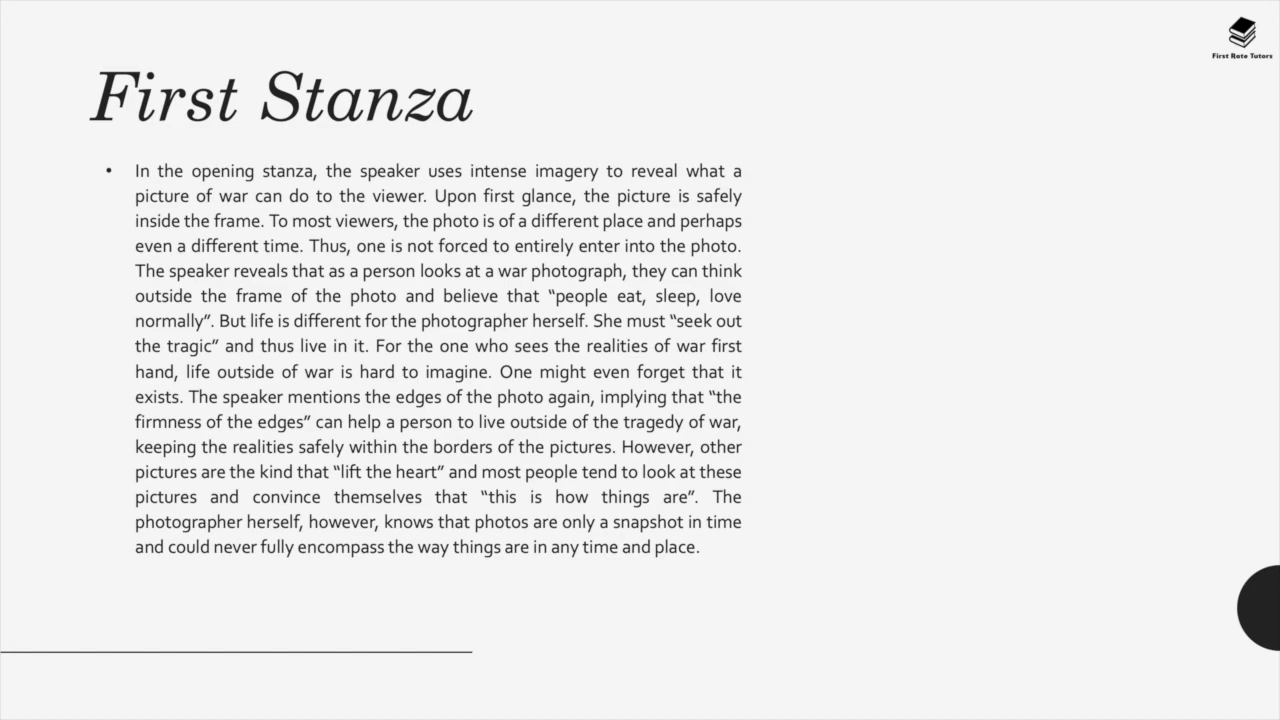 First Rate Tutors
First Stanza
• In the opening stanza, the speaker uses intense imagery to reveal what a
picture of war can do to the viewer. Upon first glance, the picture is safely
inside the frame. To most viewers, the photo is of a different place and perhaps
even a different time. Thus, one is not forced to entirely enter into the photo.
The speaker reveals that as a person looks at a war photograph, they can think
outside the frame of the photo and believe that “people eat, sleep, love
normally”. But life is different for the photographer herself. She must “seek out
the tragic” and thus live in it. For the one who sees the realities of war first
hand, life outside of war is hard to imagine. One might even forget that it
exists. The speaker mentions the edges of the photo again, implying that “the
firmness of the edges” can help a person to live outside of the tragedy of war,
keeping the realities safely within the borders of the pictures. However, other
pictures are the kind that “lift the heart” and most people tend to look at these
pictures and convince themselves that “this is how things are”. The
photographer herself, however, knows that photos are only a snapshot in time
and could never fully encompass the way things are in any time and place.